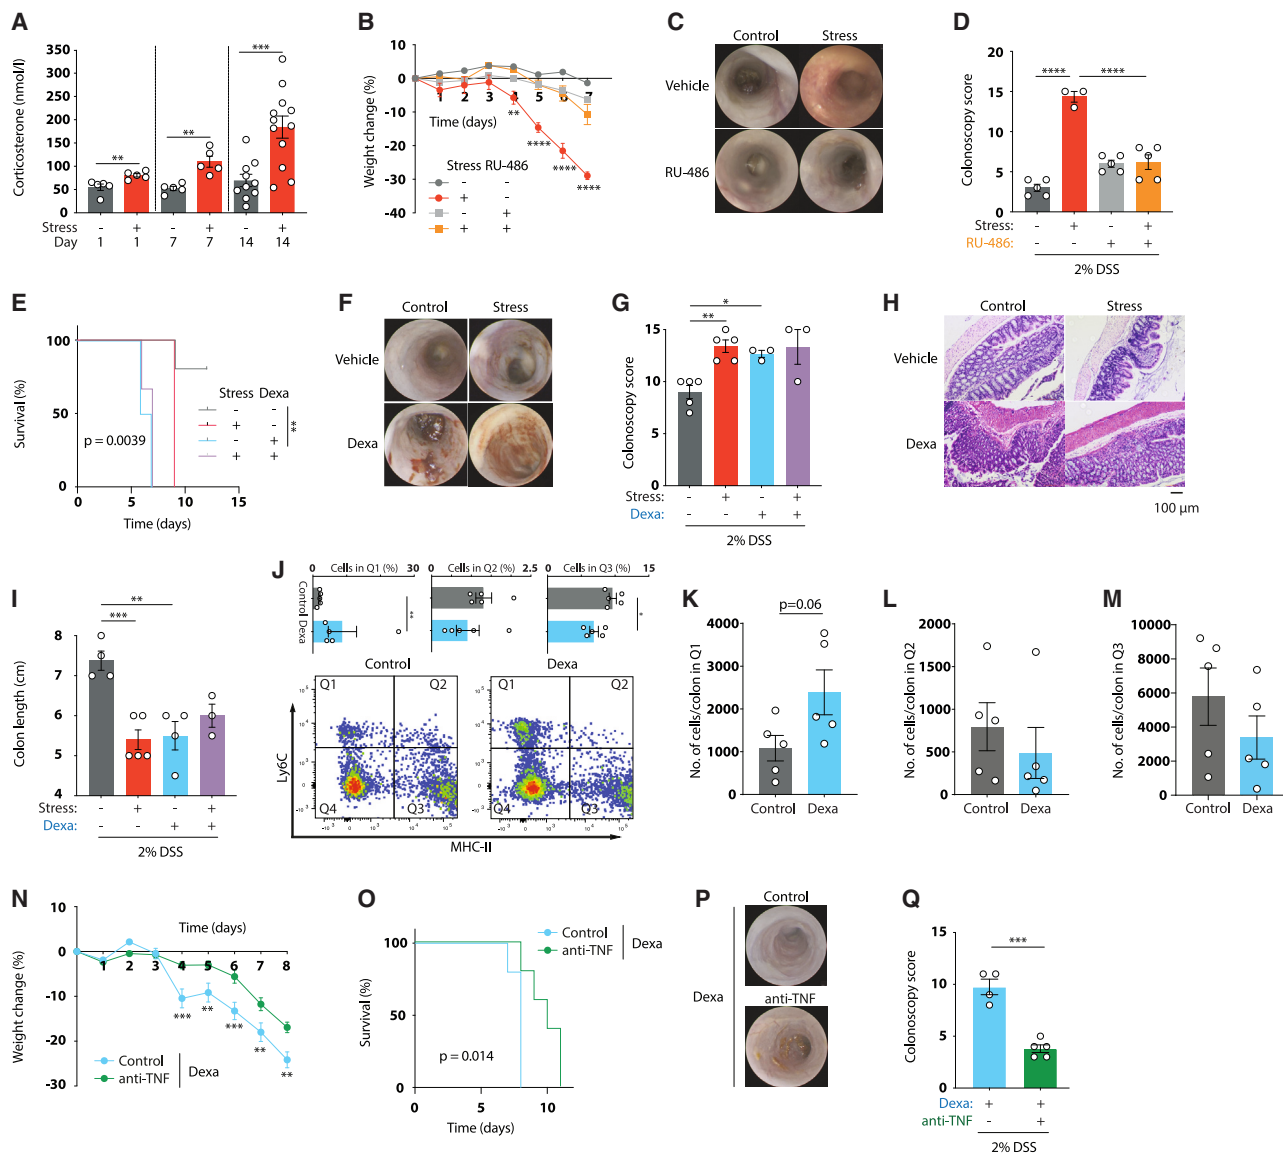 A
Corticosterone (nmol/l)
350
300
250
200
150
100
50
0
** ** ***
Stress - + - + - +
Day 1 1 7 7 14 14
B
Weight change (%)
10
0
-10
-20
-30
-40
1 2 3 4 5 6 7
Time (days)
** **** **** ****
Stress RU-486
- -
+ -
- +
+ +
C
Control Stress
Vehicle
RU-486
D
Colonoscopy score
20
15
10
5
0
**** ****
Stress: - + - +
RU-486: - - + +
2% DSS
E
Survival (%)
100
50
0
0 5 10 15
Time (days)
p = 0.0039
Stress Dexa
- -
+ -
- +
+ +
**
F
Control Stress
Vehicle
Dexa
G
Colonoscopy score
15
10
5
0
*
**
Stress: - + - +
Dexa: - - + +
2% DSS
H
Control Stress
Vehicle
Dexa
100 µm
I
Colon length (cm)
8
7
6
5
4
**
***
Stress: - + - +
Dexa: - - + +
2% DSS
J
0 Cells in Q1 (%) 30
0 Cells in Q2 (%) 2.5
0 Cells in Q3 (%) 15
Control
Dexa
** *
Control Dexa
Q1 Q2 Q1 Q2
Q4 Q3 Q4 Q3
Ly6C
MHC-II
K
No. of cells/colon in Q1
p=0.06
4000
3000
2000
1000
0
Control Dexa
L
No. of cells/colon in Q2
2000
1500
1000
500
0
Control Dexa
M
No. of cells/colon in Q3
10000
8000
6000
4000
2000
0
Control Dexa
N
Weight change (%)
10
0
-10
-20
-30
Time (days)
1 2 3 4 5 6 7 8
*** ** *** ** **
Control
anti-TNF
Dexa
O
Survival (%)
100
50
0
0 5 10
Time (days)
p = 0.014
Control
anti-TNF
Dexa
P
Control
Dexa
anti-TNF
Q
Colonoscopy score
15
10
5
0
***
Dexa: + +
anti-TNF: - +
2% DSS